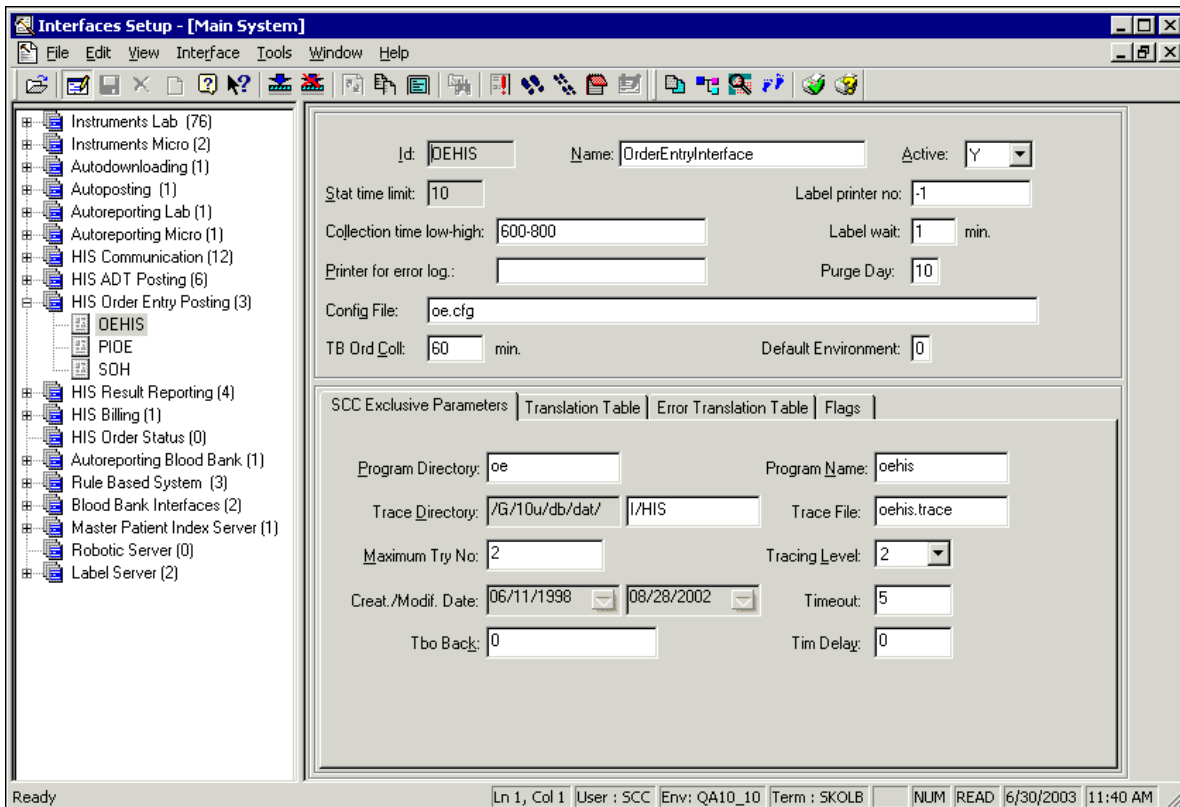 Interfaces Setup - [Main System]
File Edit View Interface Tools Window Help
Instruments Lab (76)
Instruments Micro (2)
Autodownloading (1)
Autoposting (1)
Autoreporting Lab (1)
Autoreporting Micro (1)
HIS Communication (12)
HIS ADT Posting (6)
HIS Order Entry Posting (3)
OEHIS
PIOE
SOH
HIS Result Reporting (4)
HIS Billing (1)
HIS Order Status (0)
Autoreporting Blood Bank (1)
Rule Based System (3)
Blood Bank Interfaces (2)
Master Patient Index Server (1)
Robotic Server (0)
Label Server (2)
Id: OEHIS Name: OrderEntryInterface Active: Y
Stat time limit: 10 Label printer no: -1
Collection time low-high: 600-800 Label wait: 1 min.
Printer for error log.: Purge Day: 10
Config File: oe.cfg
TB Ord Coll: 60 min. Default Environment: 0
SCC Exclusive Parameters Translation Table Error Translation Table Flags
Program Directory: oe Program Name: oehis
Trace Directory: /G/10u/db/dat/ I/HIS Trace File: oehis.trace
Maximum Try No: 2 Tracing Level: 2
Creat./Modif. Date: 06/11/1998 08/28/2002 Timeout: 5
Tbo Back: 0 Tim Delay: 0
Ready Ln 1, Col 1 User : SCC Env: QA10_10 Term : SKOLB NUM READ 6/30/2003 11:40 AM